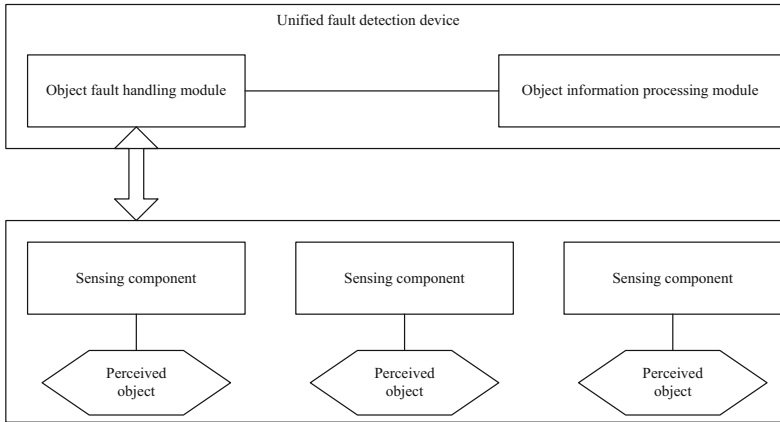 Unified fault detection device
Object fault handling module
Object information processing module
Sensing component
Sensing component
Sensing component
Perceived
object
Perceived
object
Perceived
object